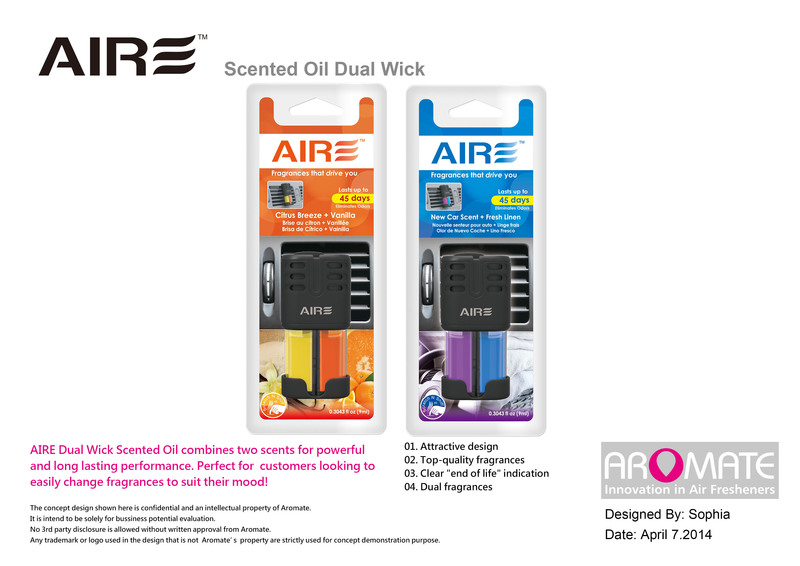 AIRE™
Scented Oil Dual Wick
AIRE™
Fragrances that drive you
Lasts up to
45 days
Eliminates Odors
Citrus Breeze + Vanilla
Brise au citron + Vanillée
Brisa de Cítrico + Vainilla
AIRE
0.3043 fl oz (9ml)
AIRE™
Fragrances that drive you
Lasts up to
45 days
Eliminates Odors
New Car Scent + Fresh Linen
Nouvelle senteur pour auto + Linge frais
Olor de Nuevo Coche + Lino Fresco
AIRE
0.3043 fl oz (9ml)
AIRE Dual Wick Scented Oil combines two scents for powerful
and long lasting performance. Perfect for customers looking to
easily change fragrances to suit their mood!
01. Attractive design
02. Top-quality fragrances
03. Clear "end of life" indication
04. Dual fragrances
The concept design shown here is confidential and an intellectual property of Aromate.
It is intend to be solely for bussiness potential evaluation.
No 3rd party disclosure is allowed without written approval from Aromate.
Any trademark or logo used in the design that is not Aromate's property are strictly used for concept demonstration purpose.
AROMATE
Innovation in Air Fresheners
Designed By: Sophia
Date: April 7.2014